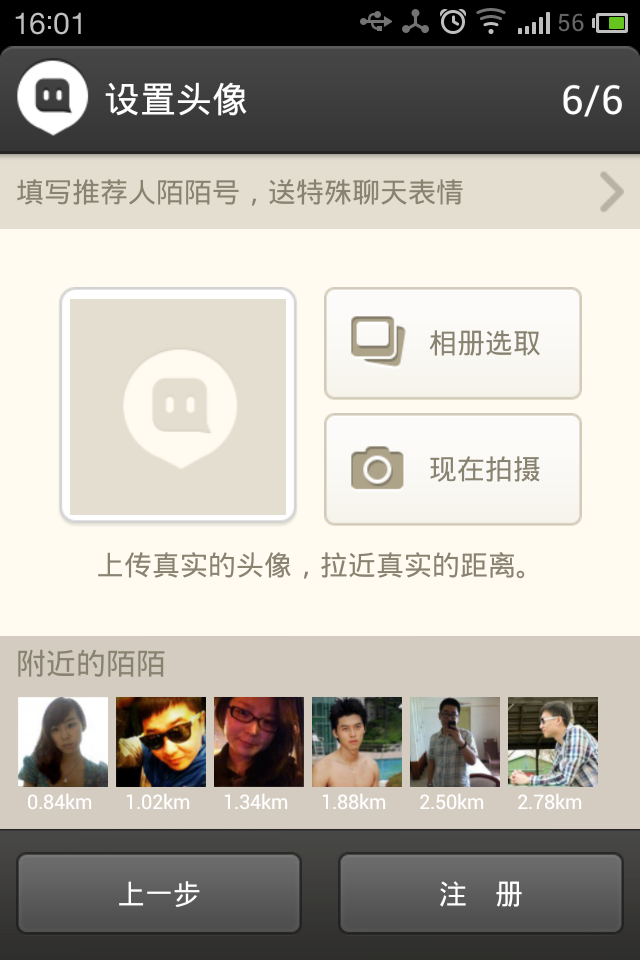 16:01
56
设置头像
6/6
填写推荐人陌陌号，送特殊聊天表情
相册选取
现在拍摄
上传真实的头像，拉近真实的距离。
附近的陌陌
0.84km 1.02km 1.34km 1.88km 2.50km 2.78km
上一步
注 册